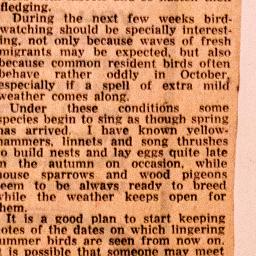 fledging.
During the next few weeks bird-
watching should be specially interest-
ing, not only because waves of fresh
migrants may be expected, but also
because common resident birds often
behave rather oddly in October,
especially if a spell of extra mild
weather comes along.
Under these conditions some
species begin to sing as though spring
has arrived. I have known yellow-
hammers, linnets and song thrushes
to build nests and lay eggs quite late
in the autumn on occasion, while
house sparrows and wood pigeons
seem to be always ready to breed
while the weather keeps open for
them.
It is a good plan to start keeping
notes of the dates on which lingering
summer birds are seen from now on.
It is possible that someone may meet